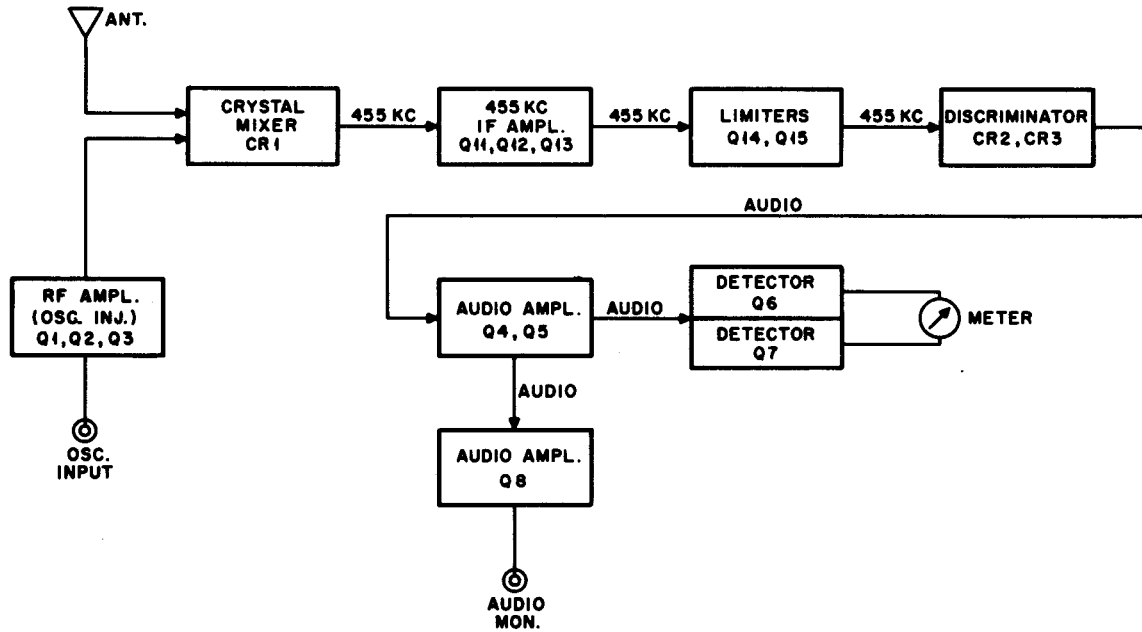 ANT.
CRYSTAL
MIXER
CR1
455 KC
455 KC
IF AMPL.
Q11, Q12, Q13
455 KC
LIMITERS
Q14, Q15
455 KC
DISCRIMINATOR
CR2, CR3
AUDIO
RF AMPL.
(OSC. INJ.)
Q1, Q2, Q3
OSC.
INPUT
AUDIO AMPL.
Q4, Q5
AUDIO
DETECTOR
Q6
DETECTOR
Q7
METER
AUDIO
AUDIO AMPL.
Q8
AUDIO
MON.